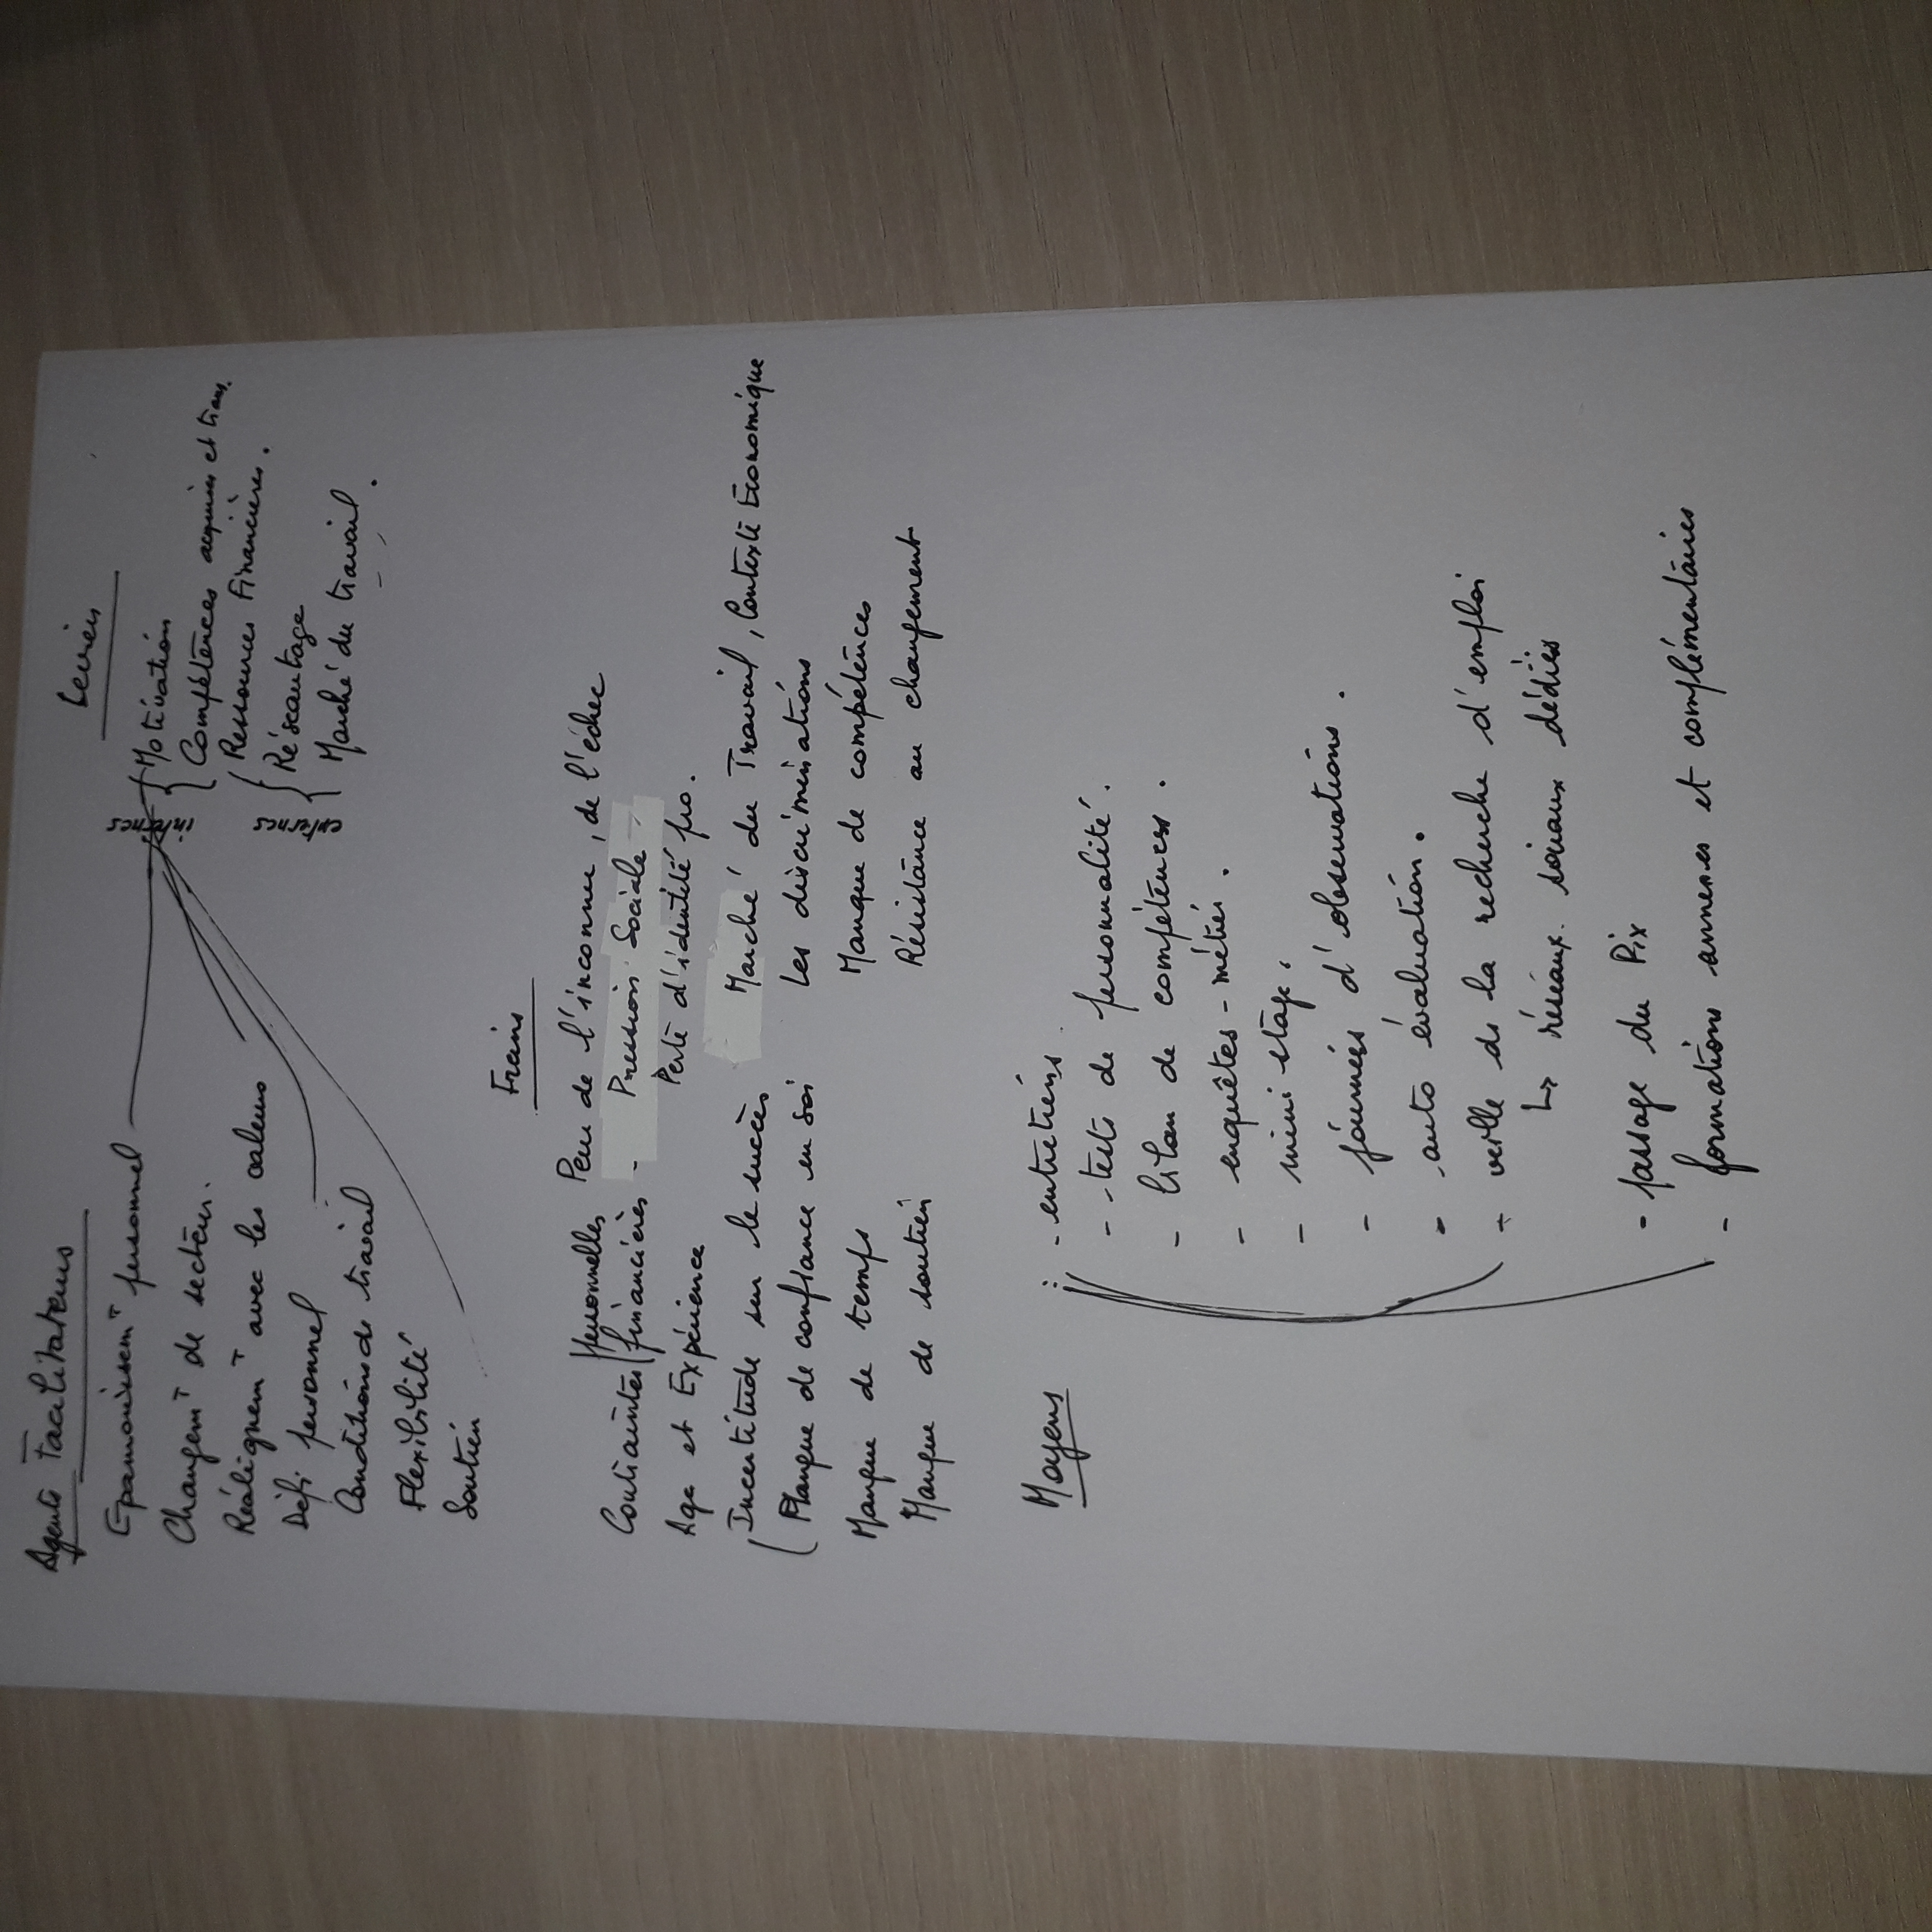 Agents Facilitateurs
Epanouissemt personnel
Changemt de secteur.
Réalignemt avec les valeurs
Défi personnel
Conditions de travail
Flexibilité
Soutien
Leviers
internes
Motivation
Compétences acquises et trans.
externes
Ressources Financières.
Réseautage
Marché du travail.
Freins
Contraintes personnelles
financières -
Age et Expérience
Incertitude sur le succès
Manque de confiance en soi
Manque de temps
Manque de soutien
Peur de l'inconnu, de l'échec
Pression Sociale
Perte d'identité pro.
Marché du Travail, Contexte Economique
Les discriminations
Manque de compétences
Résistance au changement
Moyens : - entretiens
- tests de personnalité.
- bilan de compétences.
- enquêtes - métier.
- mini stage.
- journées d'observations.
- auto évaluation.
- veille ds la recherche d'emploi
↳ réseaux sociaux dédiés
- passage du Pix
- formations annexes et complémentaires